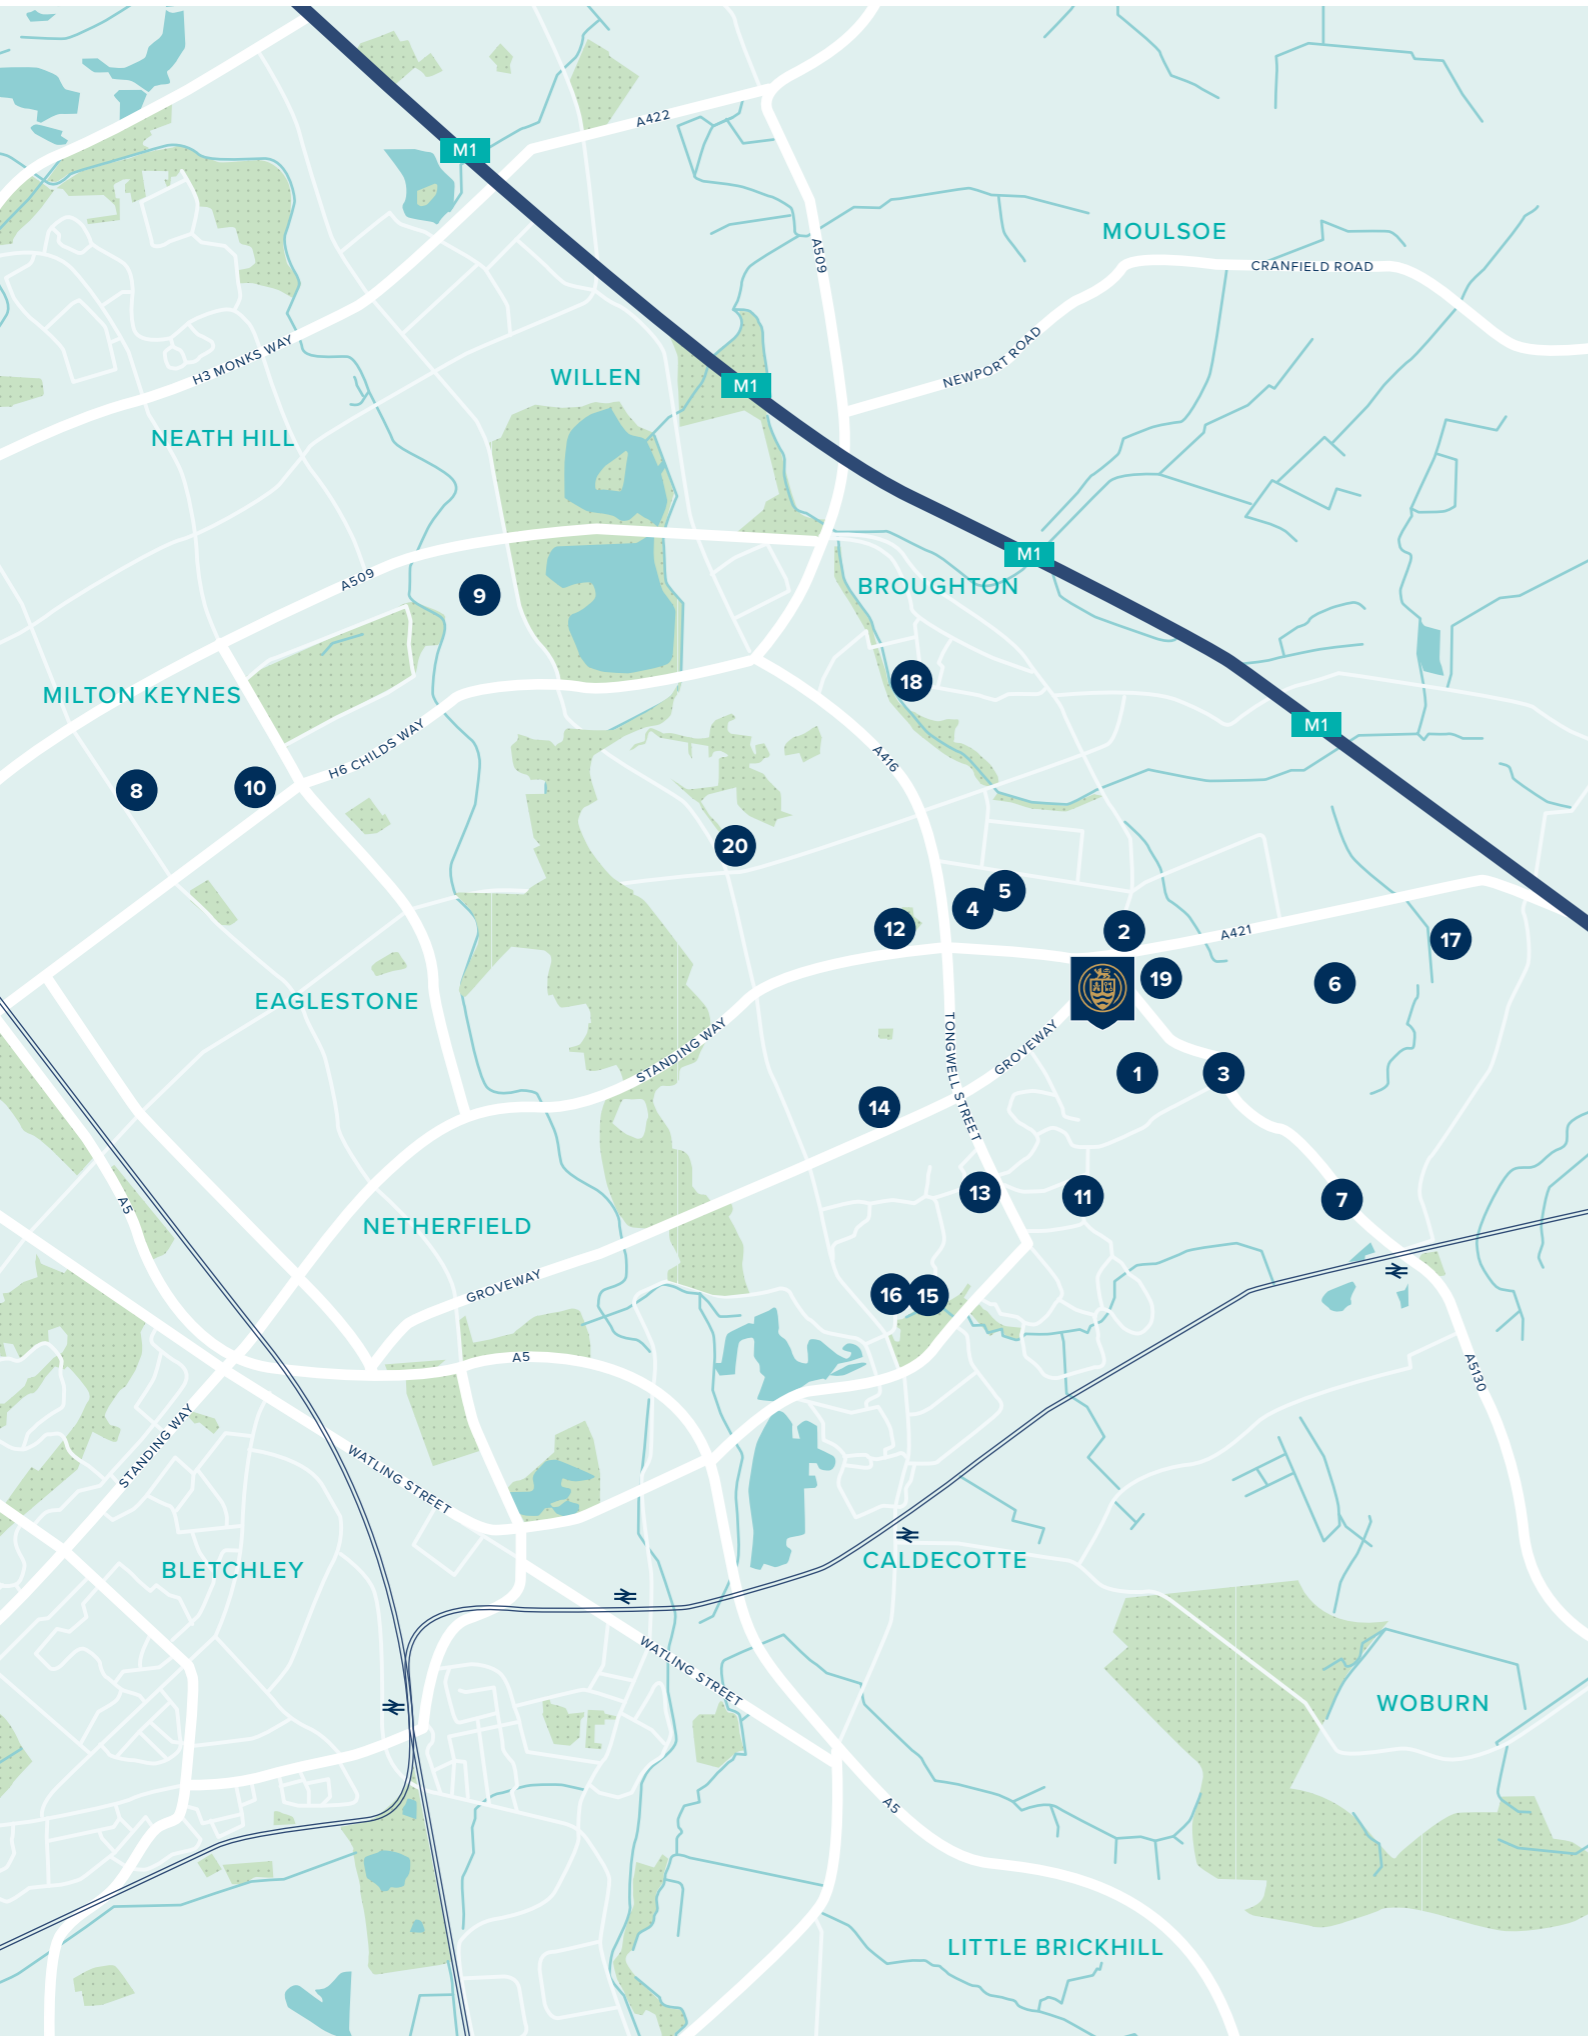 A422
M1
MOULSOE
A509
CRANFIELD ROAD
H3 MONKS WAY
NEWPORT ROAD
WILLEN
M1
NEATH HILL
M1
A509
BROUGHTON
9
MILTON KEYNES
18
M1
H6 CHILDS WAY
A416
8
10
20
5
4
12
2
A421
17
19
6
EAGLESTONE
STANDING WAY
TONGWELL STREET
GROVEWAY
1
3
14
13
11
7
A5
NETHERFIELD
GROVEWAY
16
15
A5
A5130
STANDING WAY
WATLING STREET
BLETCHLEY
CALDECOTTE
WATLING STREET
WOBURN
A5
LITTLE BRICKHILL